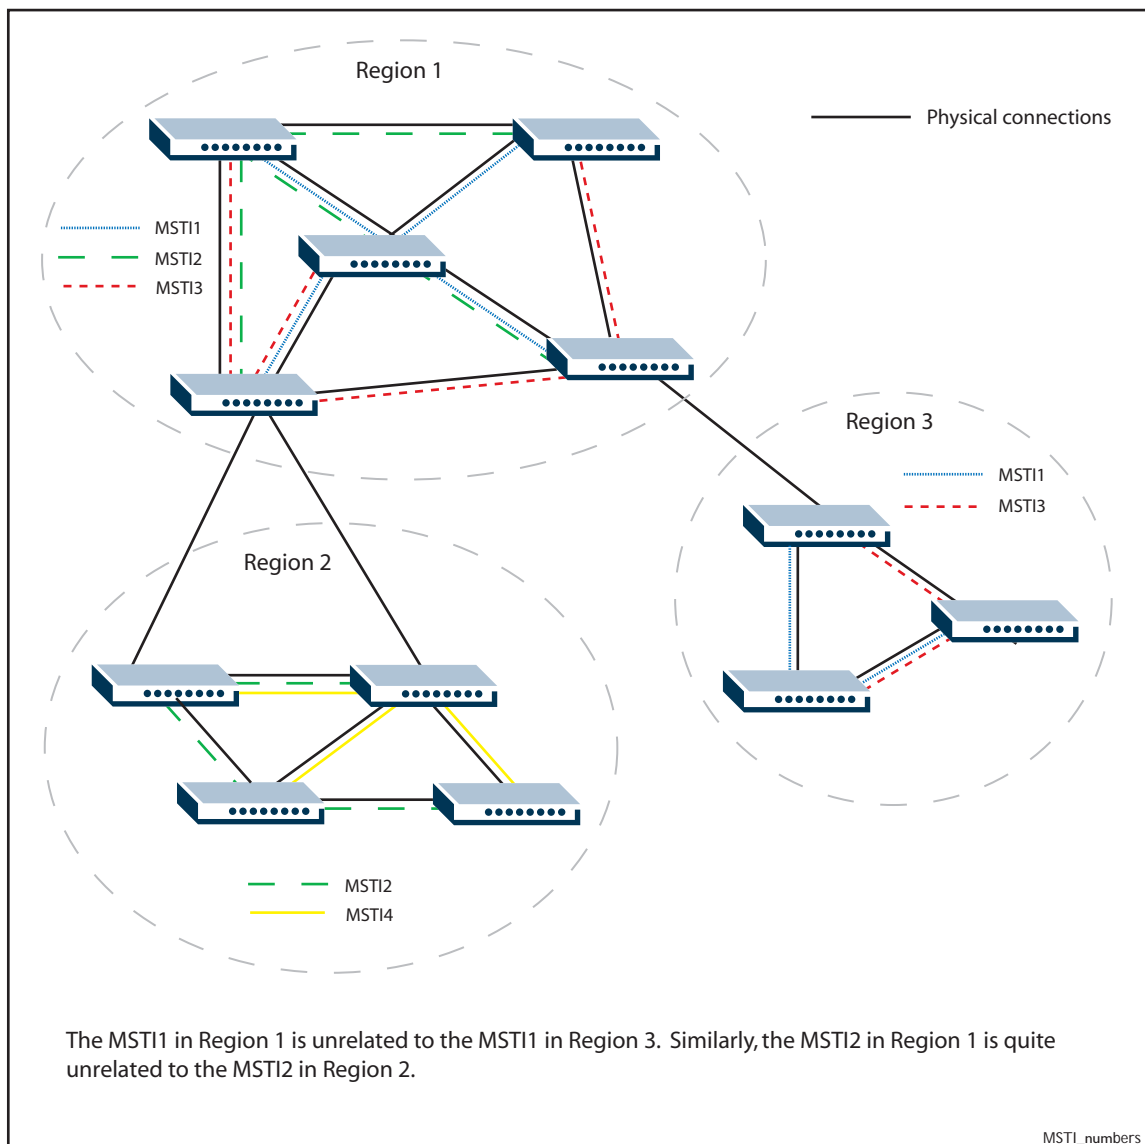 Region 1
Physical connections
MSTI1
MSTI2
MSTI3
Region 3
MSTI1
MSTI3
Region 2
MSTI2
MSTI4
The MSTI1 in Region 1 is unrelated to the MSTI1 in Region 3. Similarly, the MSTI2 in Region 1 is quite
unrelated to the MSTI2 in Region 2.
MSTI_numbers